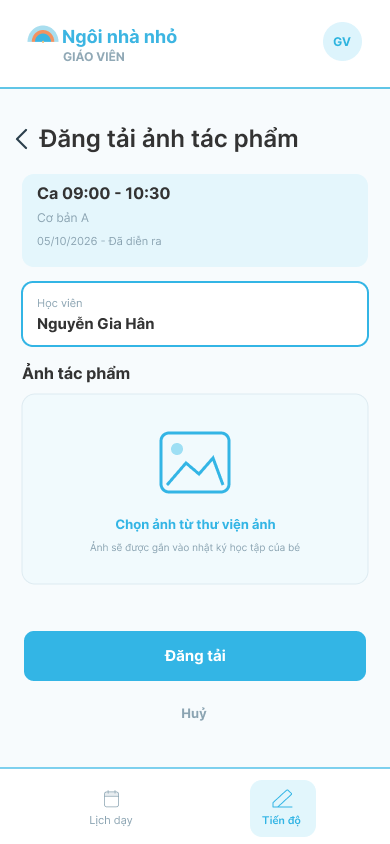 Ngôi nhà nhỏ
GIÁO VIÊN
GV
Đăng tải ảnh tác phẩm
Ca 09:00 - 10:30
Cơ bản A
05/10/2026 - Đã diễn ra
Học viên
Nguyễn Gia Hân
Ảnh tác phẩm
Chọn ảnh từ thư viện ảnh
Ảnh sẽ được gắn vào nhật ký học tập của bé
Đăng tải
Huỷ
Lịch dạy
Tiến độ